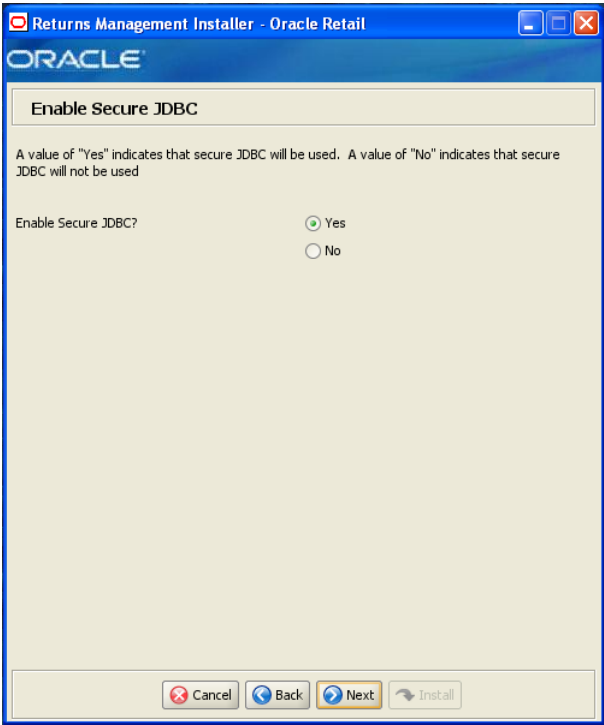 Returns Management Installer - Oracle Retail
ORACLE
Enable Secure JDBC
A value of "Yes" indicates that secure JDBC will be used. A value of "No" indicates that secure
JDBC will not be used
Enable Secure JDBC?
Yes
No
Cancel
Back
Next
Install